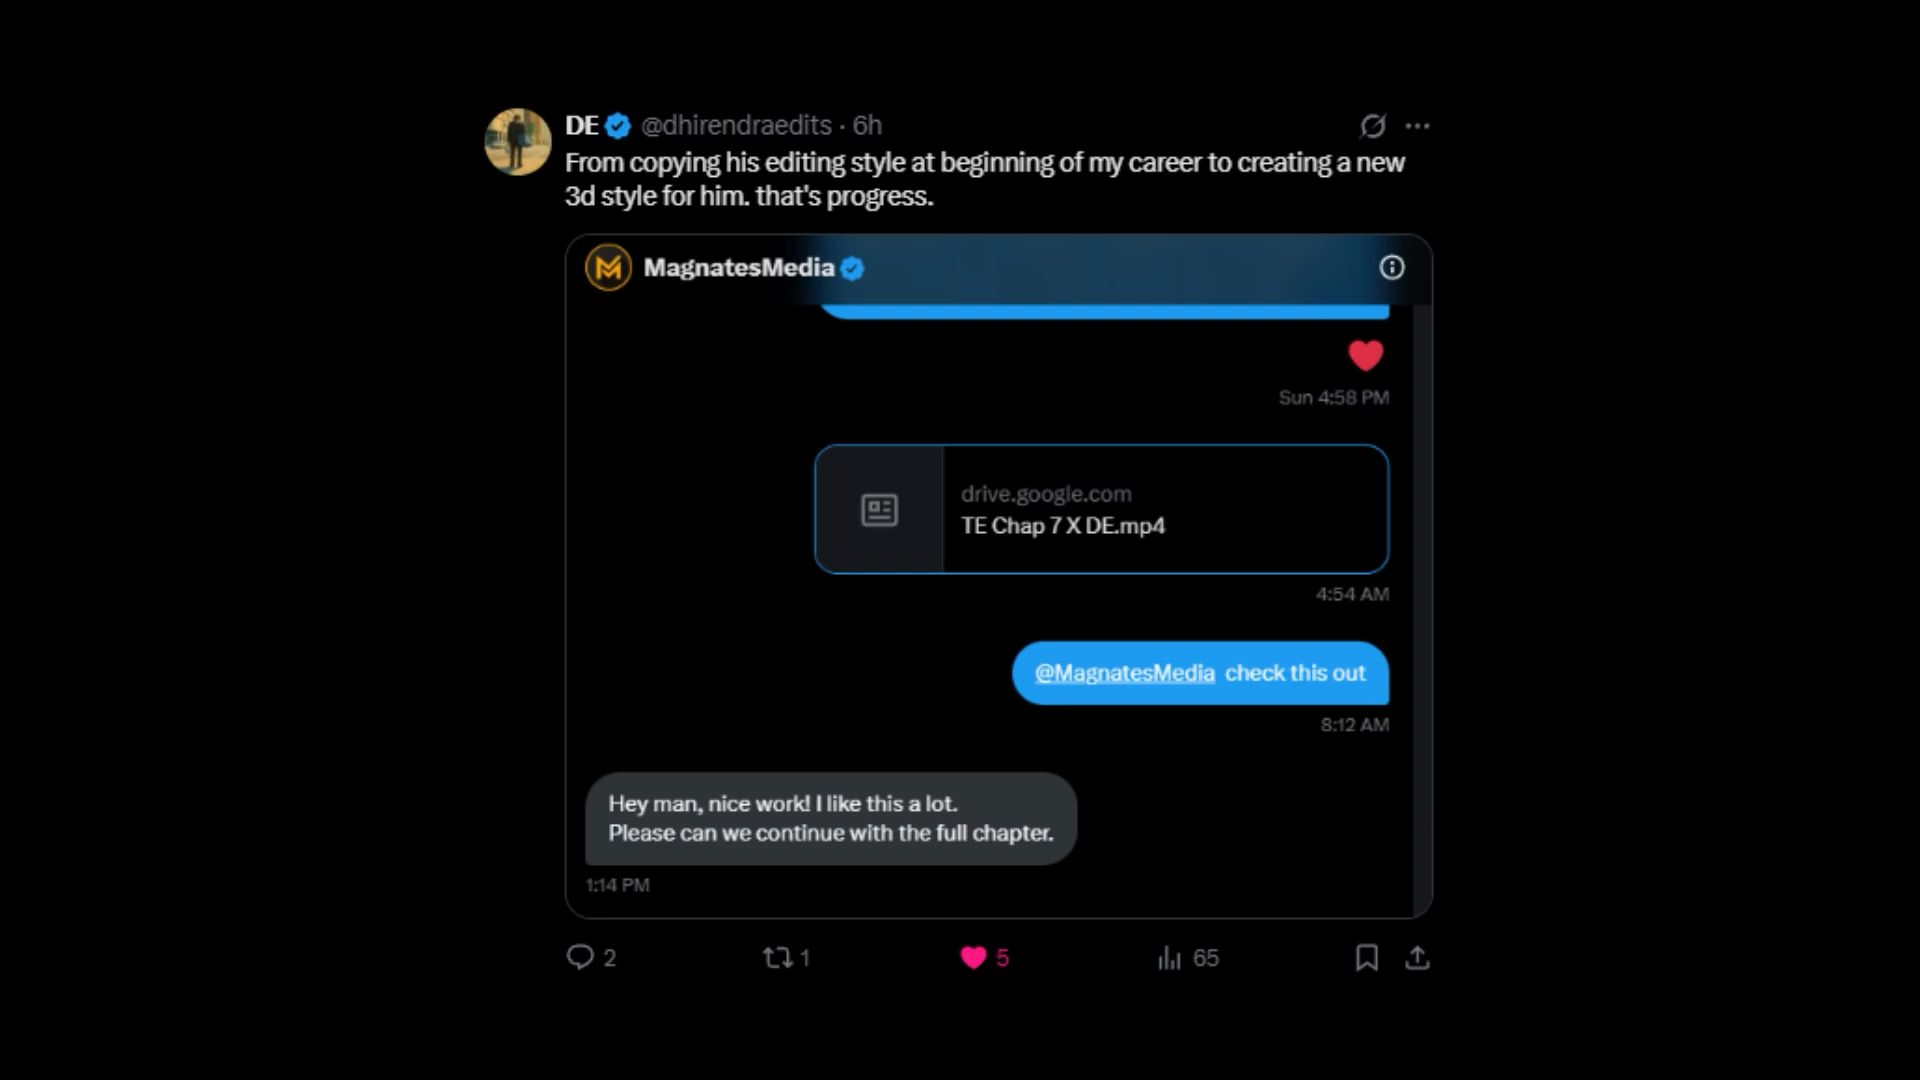 DE @dhirendraedits · 6h
From copying his editing style at beginning of my career to creating a new
3d style for him. that's progress.
MagnatesMedia
Sun 4:58 PM
drive.google.com
TE Chap 7 X DE.mp4
4:54 AM
@MagnatesMedia check this out
8:12 AM
Hey man, nice work! I like this a lot.
Please can we continue with the full chapter.
1:14 PM
2 1 5 65